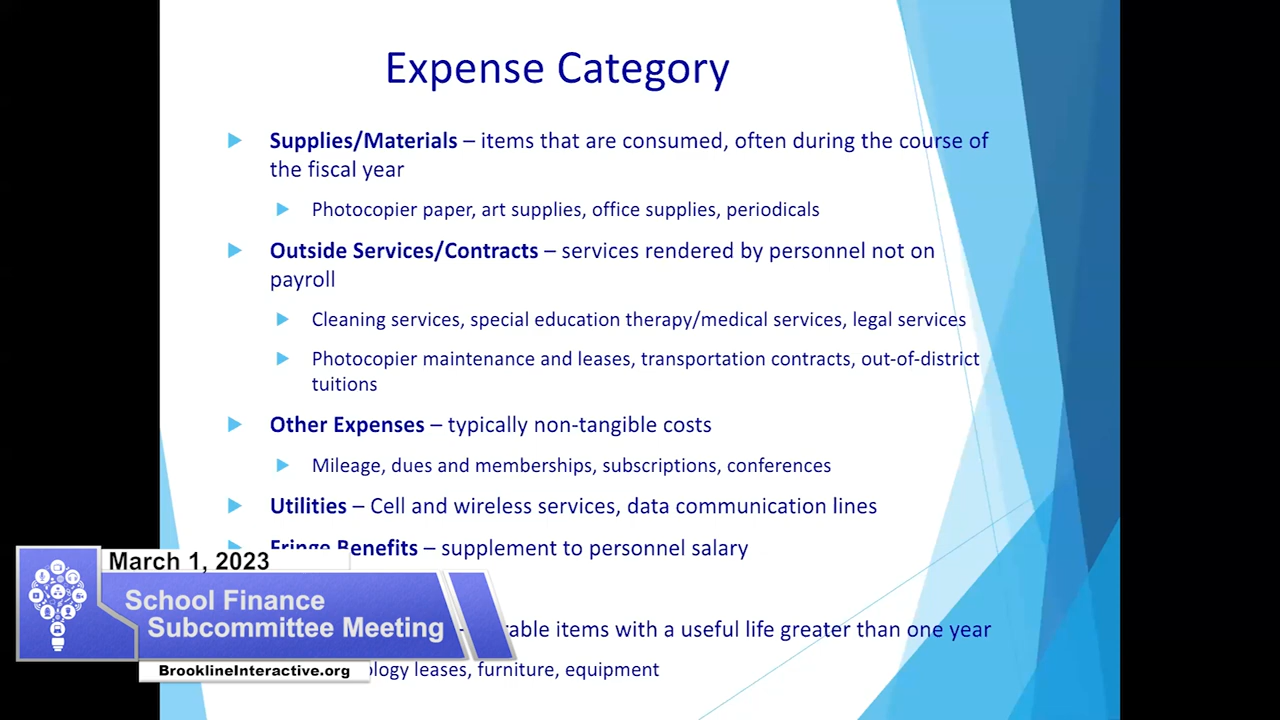 Expense Category
Supplies/Materials – items that are consumed, often during the course of
the fiscal year
Photocopier paper, art supplies, office supplies, periodicals
Outside Services/Contracts – services rendered by personnel not on
payroll
Cleaning services, special education therapy/medical services, legal services
Photocopier maintenance and leases, transportation contracts, out-of-district
tuitions
Other Expenses – typically non-tangible costs
Mileage, dues and memberships, subscriptions, conferences
Utilities – Cell and wireless services, data communication lines
Fringe Benefits – supplement to personnel salary
March 1, 2023
School Finance
Subcommittee Meeting
items with a useful life greater than one year
BrooklineInteractive.org
leases, furniture, equipment